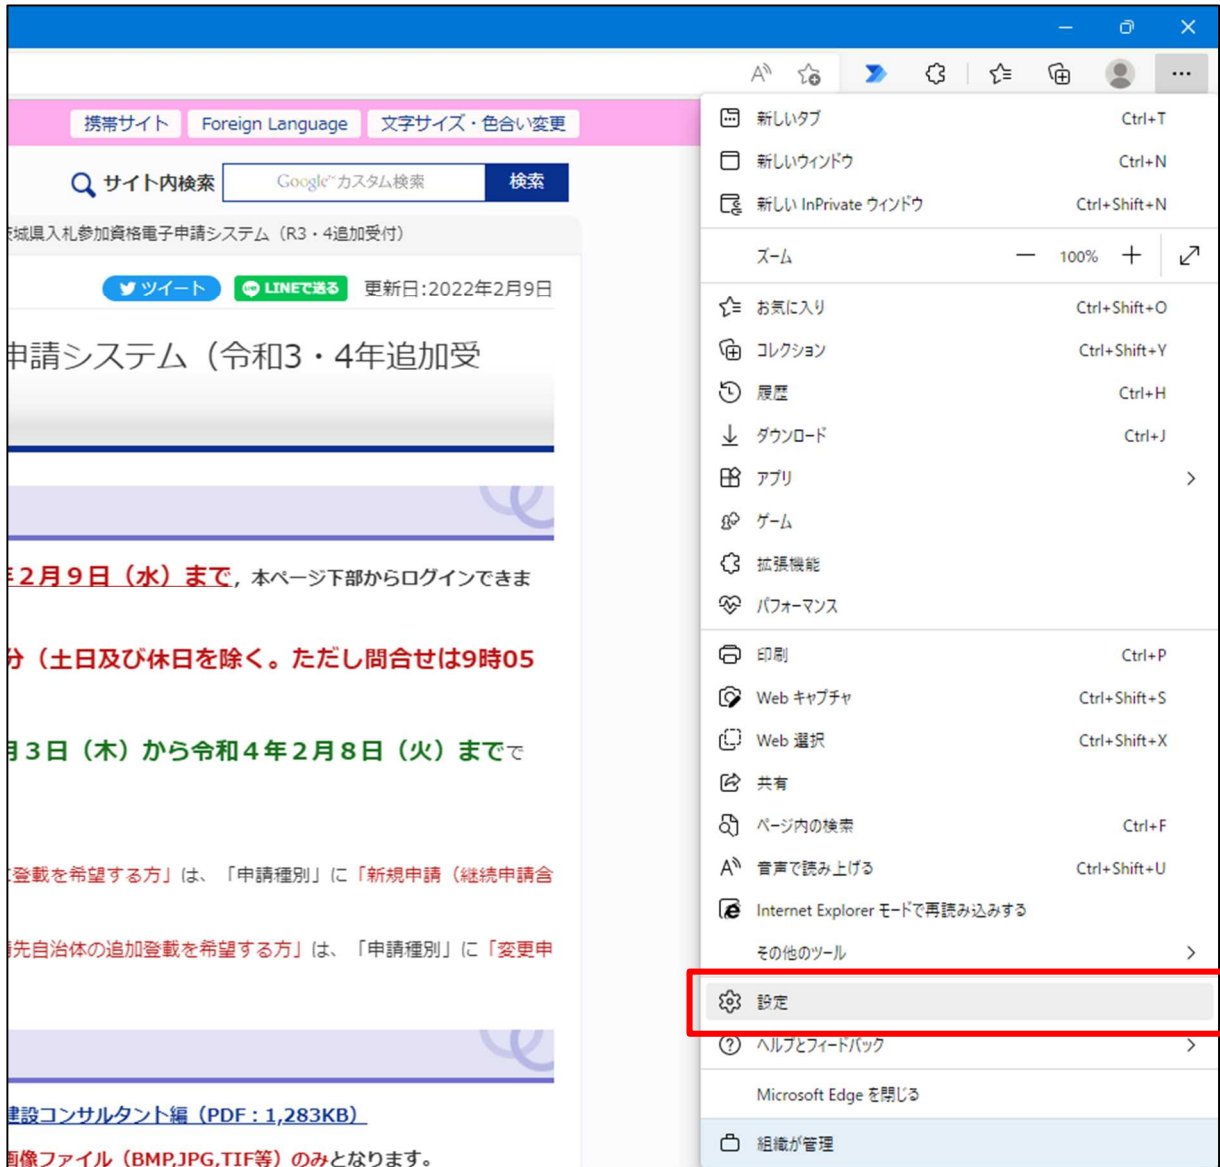 携帯サイト Foreign Language 文字サイズ・色合い変更
サイト内検索 Google カスタム検索 検索
城県入札参加資格電子申請システム（R3・4追加受付）
ツイート LINEで送る 更新日:2022年2月9日
申請システム（令和3・4年追加受
２月９日（水）まで，本ページ下部からログインできま
分（土日及び休日を除く。ただし問合せは9時05
月３日（木）から令和４年２月８日（火）までで
登載を希望する方」は、「申請種別」に「新規申請（継続申請含
先自治体の追加登載を希望する方」は、「申請種別」に「変更申
建設コンサルタント編（PDF：1,283KB）
画像ファイル（BMP,JPG,TIF等）のみとなります。
新しいタブ Ctrl+T
新しいウィンドウ Ctrl+N
新しい InPrivate ウィンドウ Ctrl+Shift+N
ズーム 100%
お気に入り Ctrl+Shift+O
コレクション Ctrl+Shift+Y
履歴 Ctrl+H
ダウンロード Ctrl+J
アプリ
ゲーム
拡張機能
パフォーマンス
印刷 Ctrl+P
Web キャプチャ Ctrl+Shift+S
Web 選択 Ctrl+Shift+X
共有
ページ内の検索 Ctrl+F
音声で読み上げる Ctrl+Shift+U
Internet Explorer モードで再読み込みする
その他のツール
設定
ヘルプとフィードバック
Microsoft Edge を閉じる
組織が管理